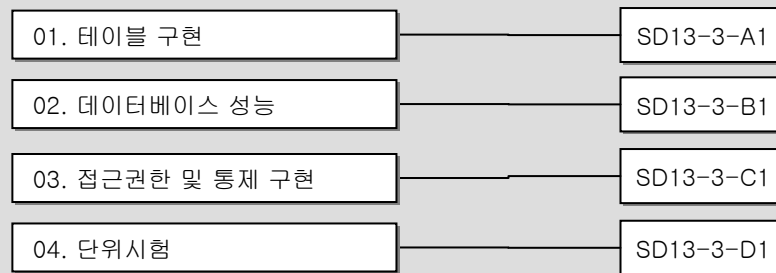 01. 테이블 구현 SD13-3-A1
02. 데이터베이스 성능 SD13-3-B1
03. 접근권한 및 통제 구현 SD13-3-C1
04. 단위시험 SD13-3-D1